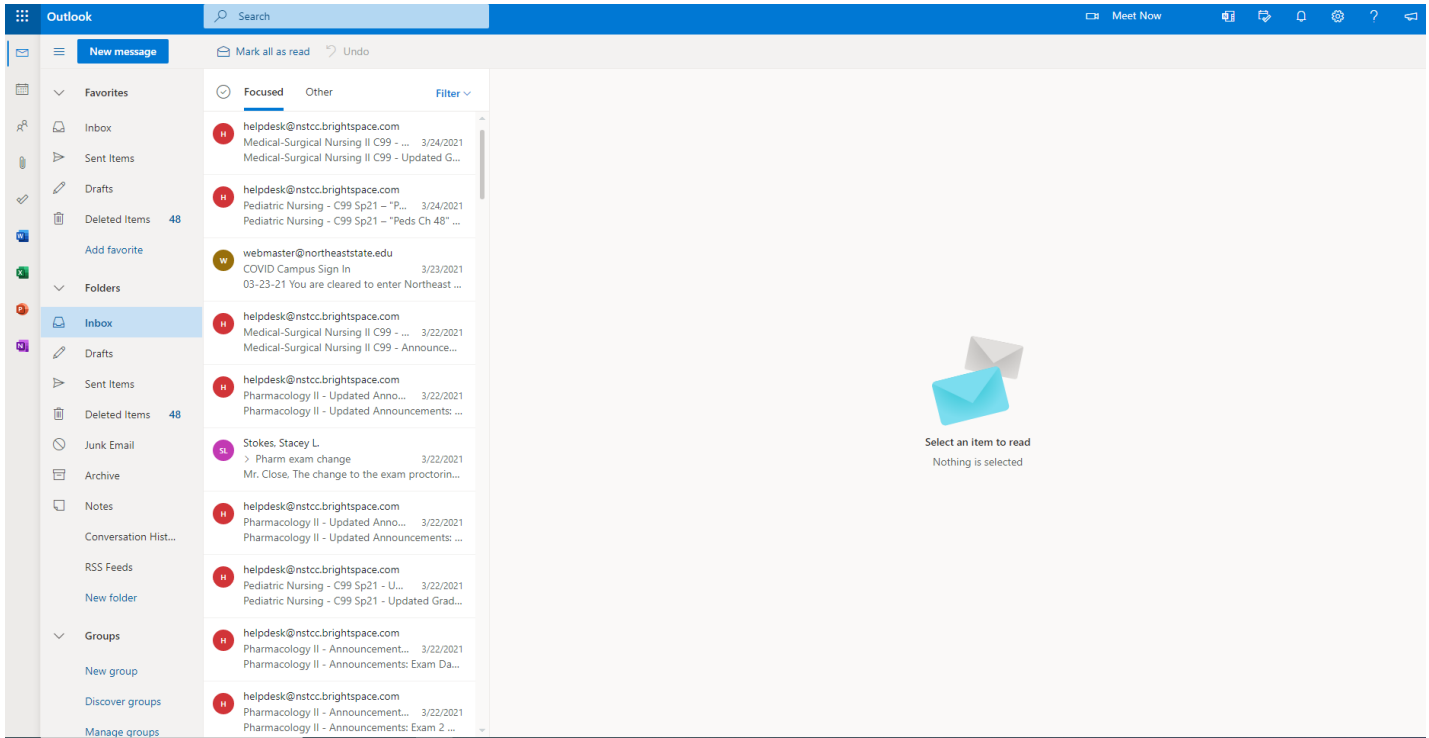 Outlook
Search
Meet Now
New message
Mark all as read
Undo
Favorites
Inbox
Sent Items
Drafts
Deleted Items 48
Add favorite
Folders
Inbox
Drafts
Sent Items
Deleted Items 48
Junk Email
Archive
Notes
Conversation Hist...
RSS Feeds
New folder
Groups
New group
Discover groups
Manage groups
Focused Other Filter
H
helpdesk@nstcc.brightspace.com
Medical-Surgical Nursing II C99 - ... 3/24/2021
Medical-Surgical Nursing II C99 - Updated G...
H
helpdesk@nstcc.brightspace.com
Pediatric Nursing - C99 Sp21 – "P... 3/24/2021
Pediatric Nursing - C99 Sp21 – "Peds Ch 48" ...
W
webmaster@northeaststate.edu
COVID Campus Sign In 3/23/2021
03-23-21 You are cleared to enter Northeast ...
H
helpdesk@nstcc.brightspace.com
Medical-Surgical Nursing II C99 - ... 3/22/2021
Medical-Surgical Nursing II C99 - Announce...
H
helpdesk@nstcc.brightspace.com
Pharmacology II - Updated Anno... 3/22/2021
Pharmacology II - Updated Announcements: ...
SL
Stokes, Stacey L.
> Pharm exam change 3/22/2021
Mr. Close, The change to the exam proctorin...
H
helpdesk@nstcc.brightspace.com
Pharmacology II - Updated Anno... 3/22/2021
Pharmacology II - Updated Announcements: ...
H
helpdesk@nstcc.brightspace.com
Pediatric Nursing - C99 Sp21 - U... 3/22/2021
Pediatric Nursing - C99 Sp21 - Updated Grad...
H
helpdesk@nstcc.brightspace.com
Pharmacology II - Announcement... 3/22/2021
Pharmacology II - Announcements: Exam Da...
H
helpdesk@nstcc.brightspace.com
Pharmacology II - Announcement... 3/22/2021
Pharmacology II - Announcements: Exam 2 ...
Select an item to read
Nothing is selected